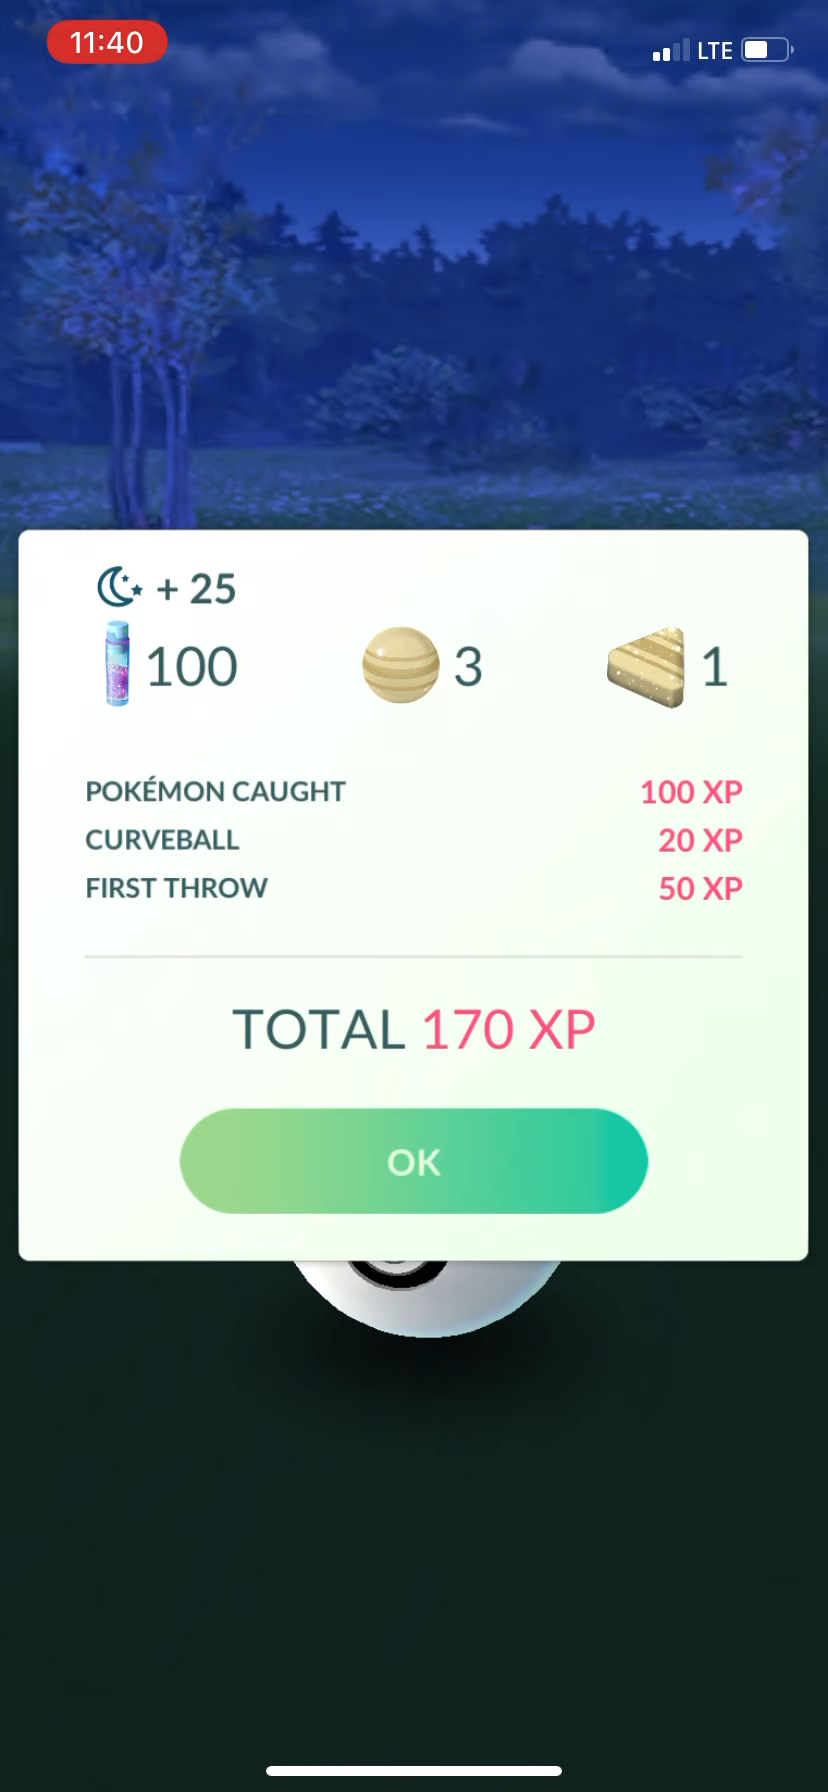 11:40
LTE
+ 25
100
3
1
POKÉMON CAUGHT 100 XP
CURVEBALL 20 XP
FIRST THROW 50 XP
TOTAL 170 XP
OK